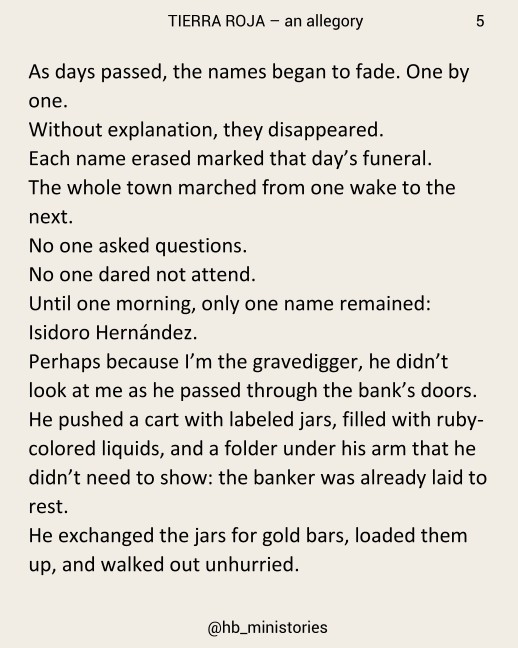 TIERRA ROJA – an allegory 5
As days passed, the names began to fade. One by
one.
Without explanation, they disappeared.
Each name erased marked that day’s funeral.
The whole town marched from one wake to the
next.
No one asked questions.
No one dared not attend.
Until one morning, only one name remained:
Isidoro Hernández.
Perhaps because I’m the gravedigger, he didn’t
look at me as he passed through the bank’s doors.
He pushed a cart with labeled jars, filled with ruby-
colored liquids, and a folder under his arm that he
didn’t need to show: the banker was already laid to
rest.
He exchanged the jars for gold bars, loaded them
up, and walked out unhurried.
@hb_ministories